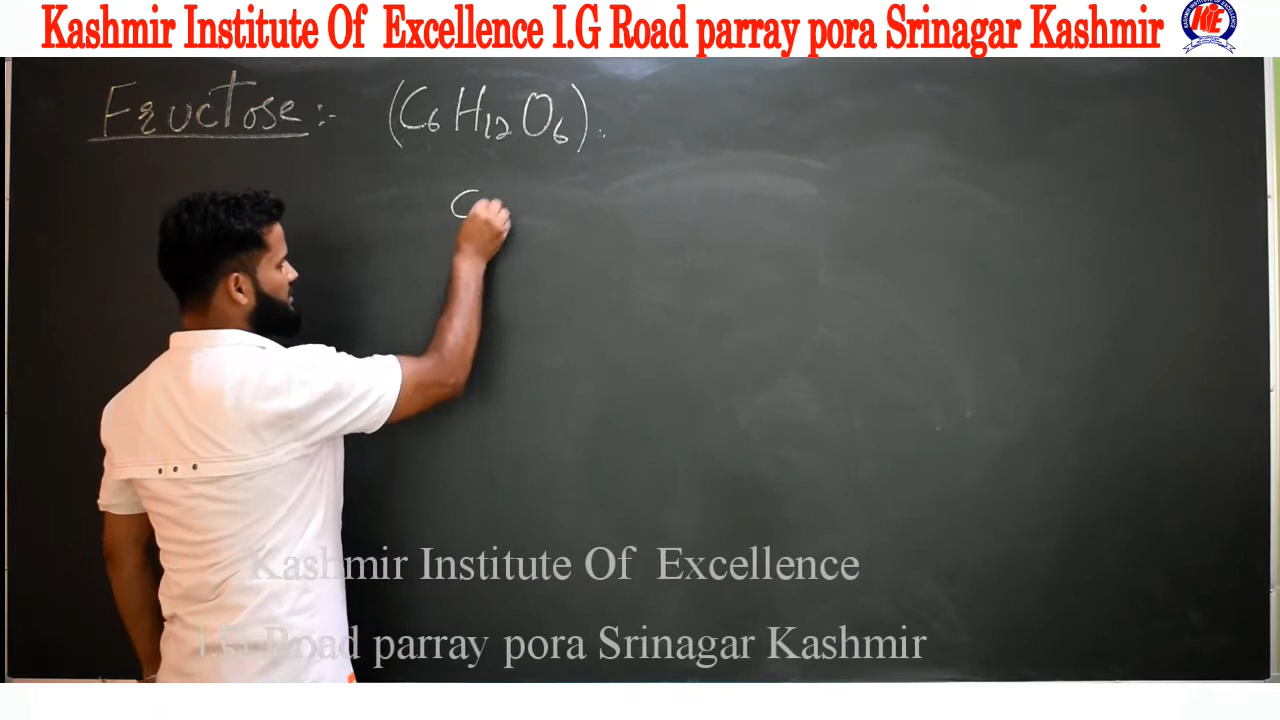 Kashmir Institute Of Excellence I.G Road parray pora Srinagar Kashmir
KIE
Fructose :- (C6H12O6).
C
Kashmir Institute Of Excellence
Road parray pora Srinagar Kashmir